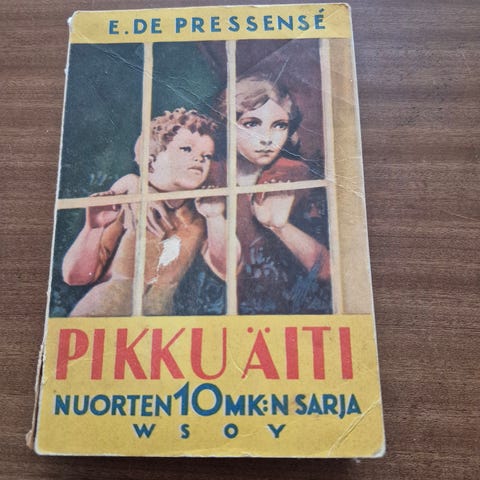 E. DE PRESSENSÉ
PIKKU ÄITI
NUORTEN 10 MK:N SARJA
WSOY